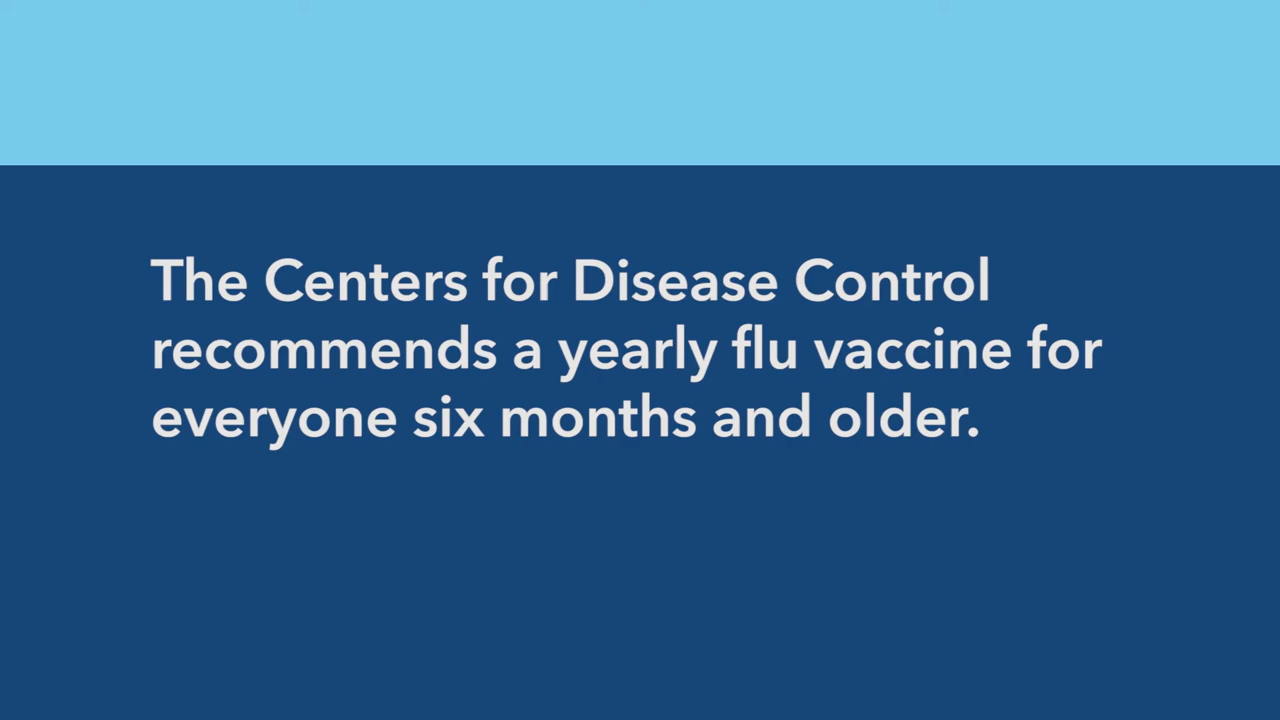 The Centers for Disease Control
recommends a yearly flu vaccine for
everyone six months and older.